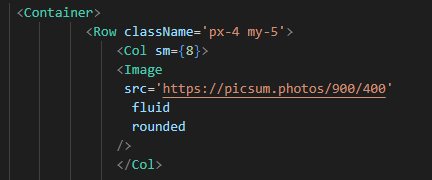 <Container>
<Row className='px-4 my-5'>
<Col sm={8}>
<Image
src='https://picsum.photos/900/400'
fluid
rounded
/>
</Col>